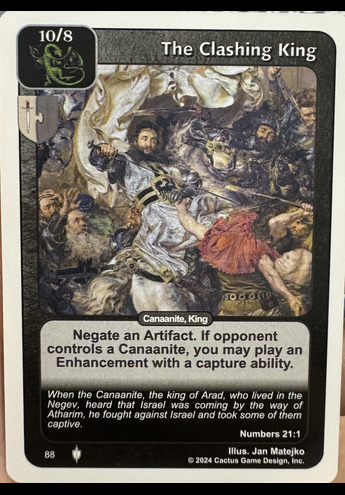 10/8
The Clashing King
Canaanite, King
Negate an Artifact. If opponent
controls a Canaanite, you may play an
Enhancement with a capture ability.
When the Canaanite, the king of Arad, who lived in the
Negev, heard that Israel was coming by the way of
Atharim, he fought against Israel and took some of them
captive.
Numbers 21:1
88
Illus. Jan Matejko
© 2024 Cactus Game Design, Inc.